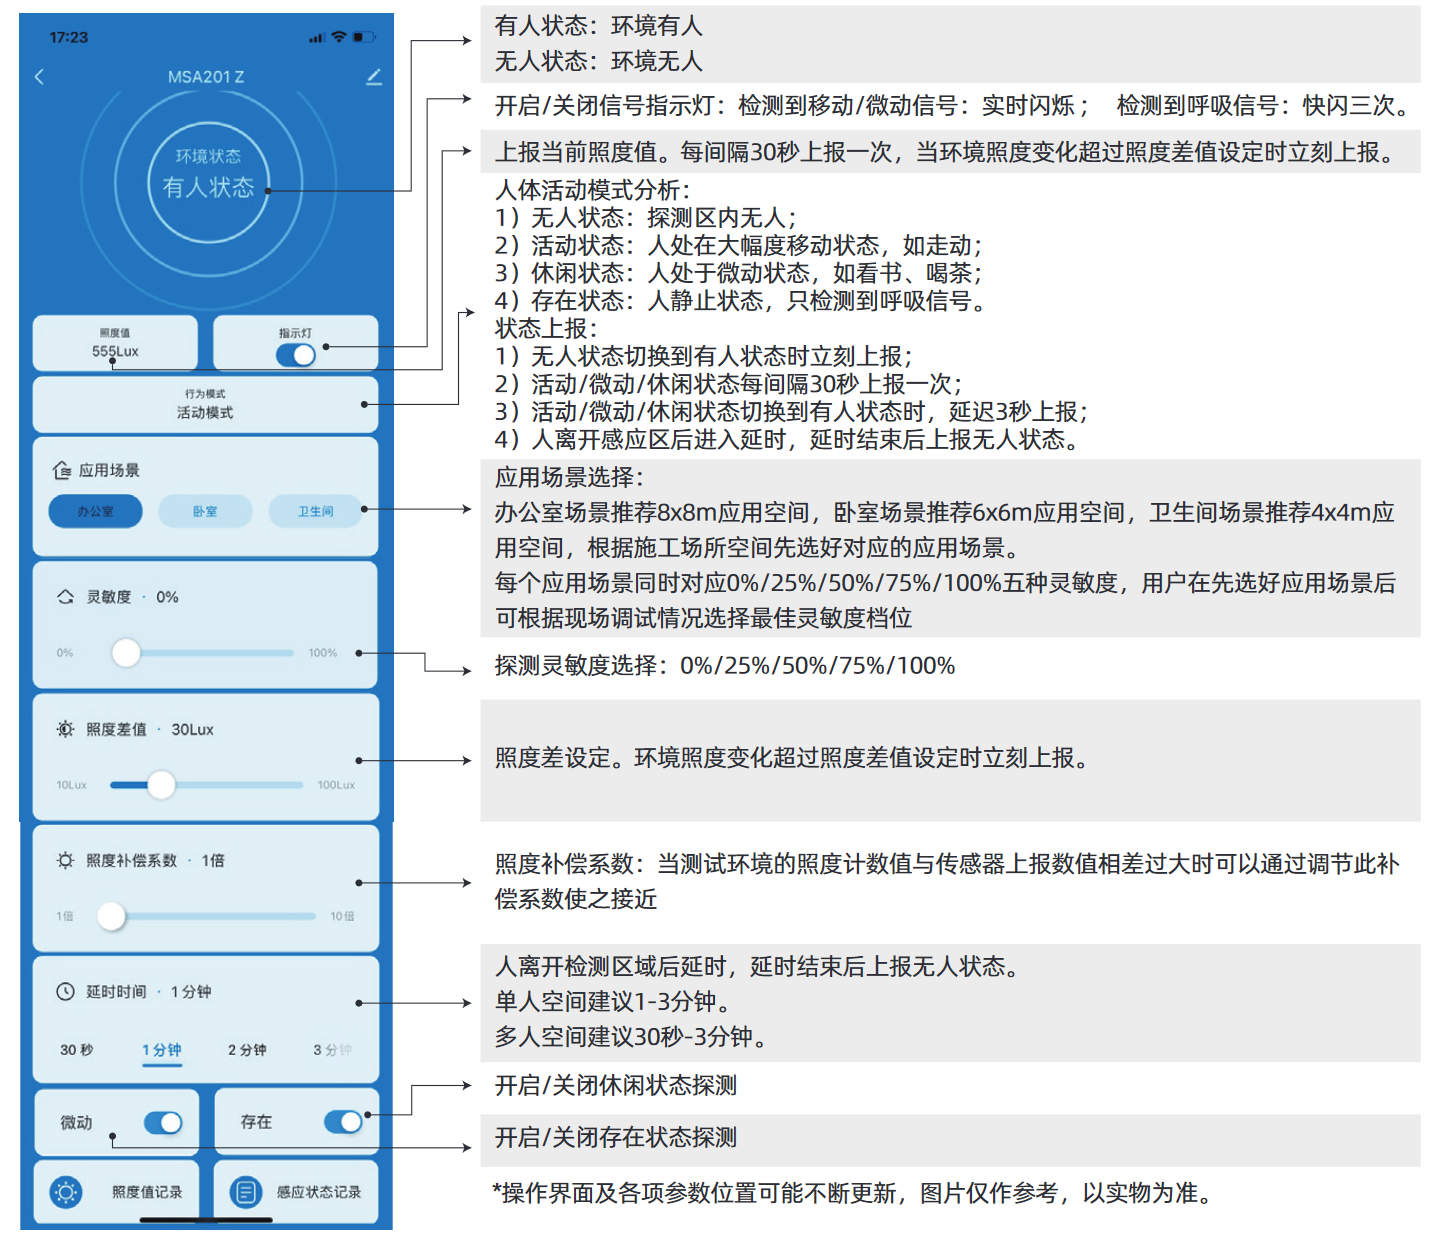 17:23
MSA201 Z
环境状态
有人状态
照度值
555Lux
指示灯
行为模式
活动模式
应用场景
办公室
卧室
卫生间
灵敏度 · 0%
0%
100%
照度差值 · 30Lux
10Lux
100Lux
照度补偿系数 · 1倍
1倍
10倍
延时时间 · 1分钟
30 秒
1 分钟
2 分钟
3 分钟
微动
存在
照度值记录
感应状态记录
有人状态：环境有人
无人状态：环境无人
开启/关闭信号指示灯：检测到移动/微动信号：实时闪烁； 检测到呼吸信号：快闪三次。
上报当前照度值。每间隔30秒上报一次，当环境照度变化超过照度差值设定时立刻上报。
人体活动模式分析：
1）无人状态：探测区内无人；
2）活动状态：人处在大幅度移动状态，如走动；
3）休闲状态：人处于微动状态，如看书、喝茶；
4）存在状态：人静止状态，只检测到呼吸信号。
状态上报：
1）无人状态切换到有人状态时立刻上报；
2）活动/微动/休闲状态每间隔30秒上报一次；
3）活动/微动/休闲状态切换到有人状态时，延迟3秒上报；
4）人离开感应区后进入延时，延时结束后上报无人状态。
应用场景选择：
办公室场景推荐8x8m应用空间，卧室场景推荐6x6m应用空间，卫生间场景推荐4x4m应
用空间，根据施工场所空间先选好对应的应用场景。
每个应用场景同时对应0%/25%/50%/75%/100%五种灵敏度，用户在先选好应用场景后
可根据现场调试情况选择最佳灵敏度档位
探测灵敏度选择：0%/25%/50%/75%/100%
照度差设定。环境照度变化超过照度差值设定时立刻上报。
照度补偿系数：当测试环境的照度计数值与传感器上报数值相差过大时可以通过调节此补
偿系数使之接近
人离开检测区域后延时，延时结束后上报无人状态。
单人空间建议1-3分钟。
多人空间建议30秒-3分钟。
开启/关闭休闲状态探测
开启/关闭存在状态探测
*操作界面及各项参数位置可能不断更新，图片仅作参考，以实物为准。